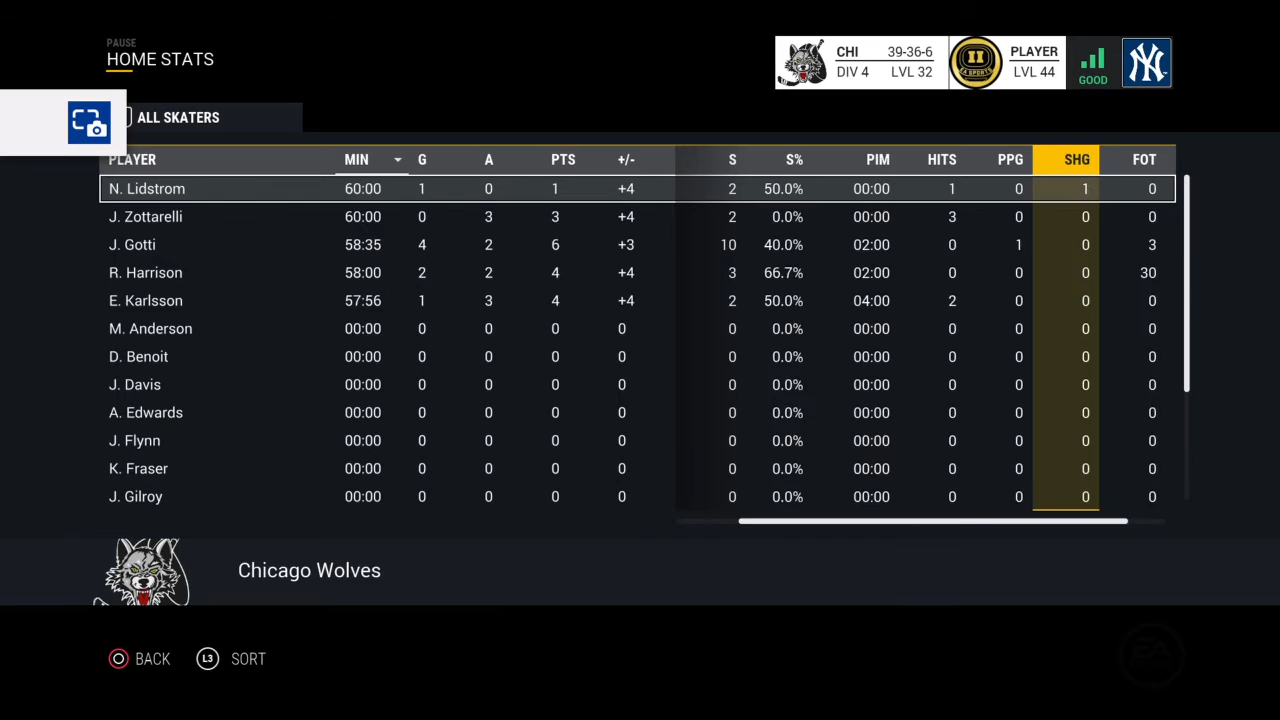 PAUSE
HOME STATS
CHI 39-36-6
DIV 4 LVL 32
II
A SPORTS
PLAYER
LVL 44
GOOD
NY
ALL SKATERS
PLAYER MIN G A PTS +/- S S% PIM HITS PPG SHG FOT
N. Lidstrom 60:00 1 0 1 +4 2 50.0% 00:00 1 0 1 0
J. Zottarelli 60:00 0 3 3 +4 2 0.0% 00:00 3 0 0 0
J. Gotti 58:35 4 2 6 +3 10 40.0% 02:00 0 1 0 3
R. Harrison 58:00 2 2 4 +4 3 66.7% 02:00 0 0 0 30
E. Karlsson 57:56 1 3 4 +4 2 50.0% 04:00 2 0 0 0
M. Anderson 00:00 0 0 0 0 0 0.0% 00:00 0 0 0 0
D. Benoit 00:00 0 0 0 0 0 0.0% 00:00 0 0 0 0
J. Davis 00:00 0 0 0 0 0 0.0% 00:00 0 0 0 0
A. Edwards 00:00 0 0 0 0 0 0.0% 00:00 0 0 0 0
J. Flynn 00:00 0 0 0 0 0 0.0% 00:00 0 0 0 0
K. Fraser 00:00 0 0 0 0 0 0.0% 00:00 0 0 0 0
J. Gilroy 00:00 0 0 0 0 0 0.0% 00:00 0 0 0 0
Chicago Wolves
BACK L3 SORT
EA